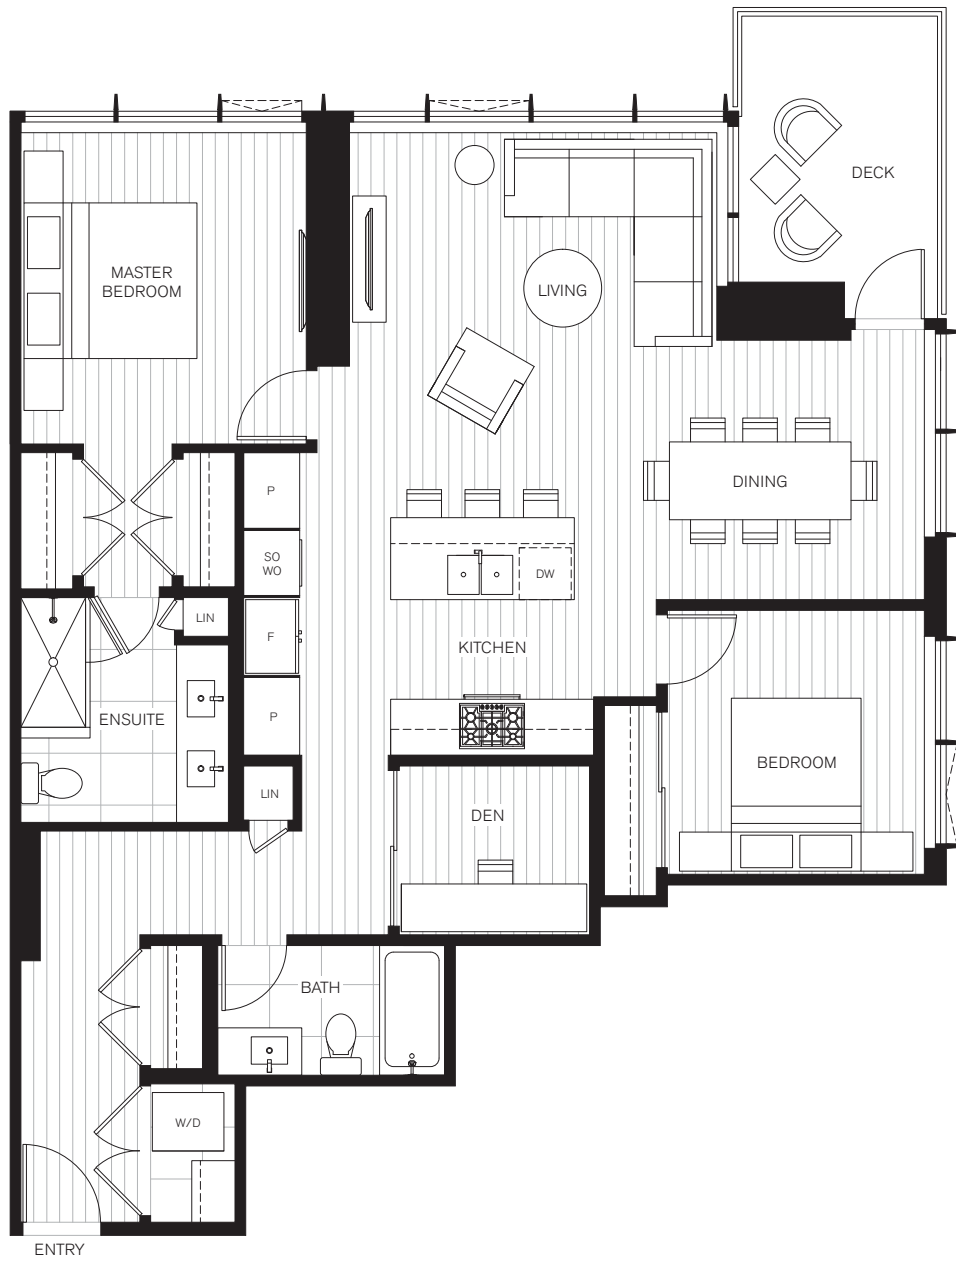 DECK
MASTER
BEDROOM
LIVING
DINING
P
SO
WO
DW
LIN
F
KITCHEN
ENSUITE
P
BEDROOM
LIN
DEN
BATH
W/D
ENTRY